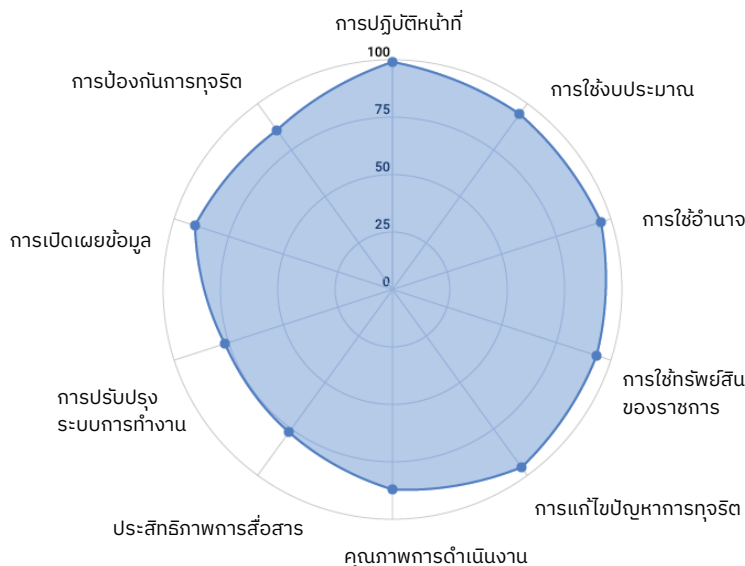 การปฏิบัติหน้าที่
100
การป้องกันการทุจริต
การใช้งบประมาณ
75
50
การใช้อำนาจ
25
การเปิดเผยข้อมูล
0
การใช้ทรัพย์สิน
ของราชการ
การปรับปรุง
ระบบการทำงาน
การแก้ไขปัญหาการทุจริต
ประสิทธิภาพการสื่อสาร
คุณภาพการดำเนินงาน